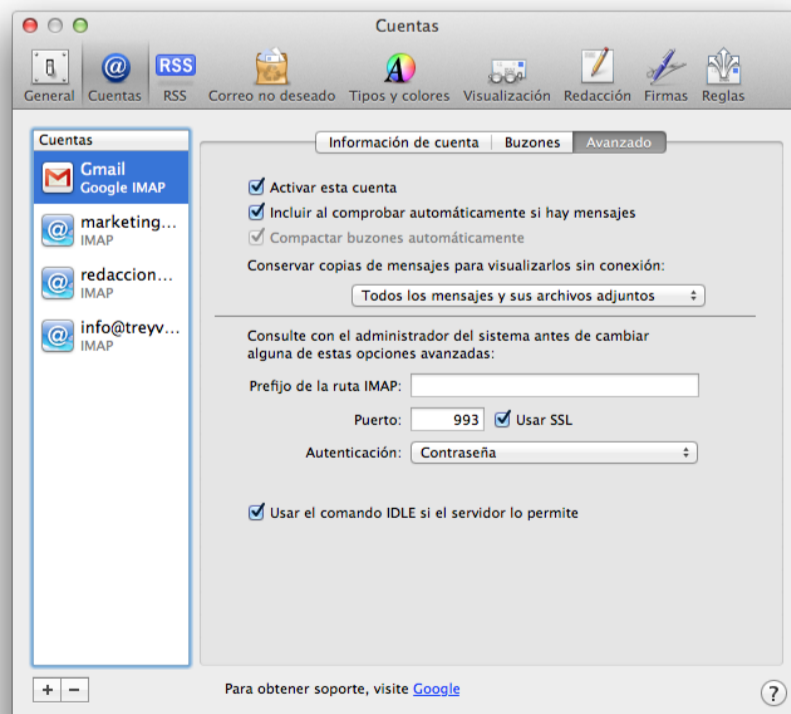 Cuentas
General Cuentas RSS Correo no deseado Tipos y colores Visualización Redacción Firmas Reglas
RSS
Cuentas
Gmail
Google IMAP
marketing...
IMAP
redaccion...
IMAP
info@treyv...
IMAP
Información de cuenta Buzones Avanzado
Activar esta cuenta
Incluir al comprobar automáticamente si hay mensajes
Compactar buzones automáticamente
Conservar copias de mensajes para visualizarlos sin conexión:
Todos los mensajes y sus archivos adjuntos
Consulte con el administrador del sistema antes de cambiar
alguna de estas opciones avanzadas:
Prefijo de la ruta IMAP:
Puerto: 993 Usar SSL
Autenticación: Contraseña
Usar el comando IDLE si el servidor lo permite
+ −
Para obtener soporte, visite Google
?